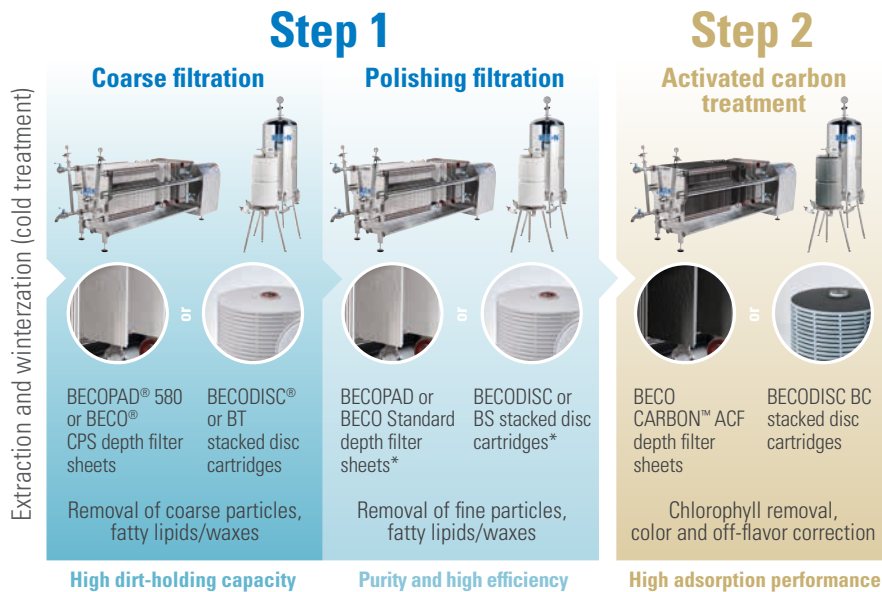 Step 1
Step 2
Extraction and winterzation (cold treatment)
Coarse filtration
Polishing filtration
Activated carbon
treatment
or
or
or
BECOPAD® 580
or BECO®
CPS depth filter
sheets
BECODISC®
or BT
stacked disc
cartridges
BECOPAD or
BECO Standard
depth filter
sheets*
BECODISC or
BS stacked disc
cartridges*
BECO
CARBON™ ACF
depth filter
sheets
BECODISC BC
stacked disc
cartridges
Removal of coarse particles,
fatty lipids/waxes
Removal of fine particles,
fatty lipids/waxes
Chlorophyll removal,
color and off-flavor correction
High dirt-holding capacity
Purity and high efficiency
High adsorption performance